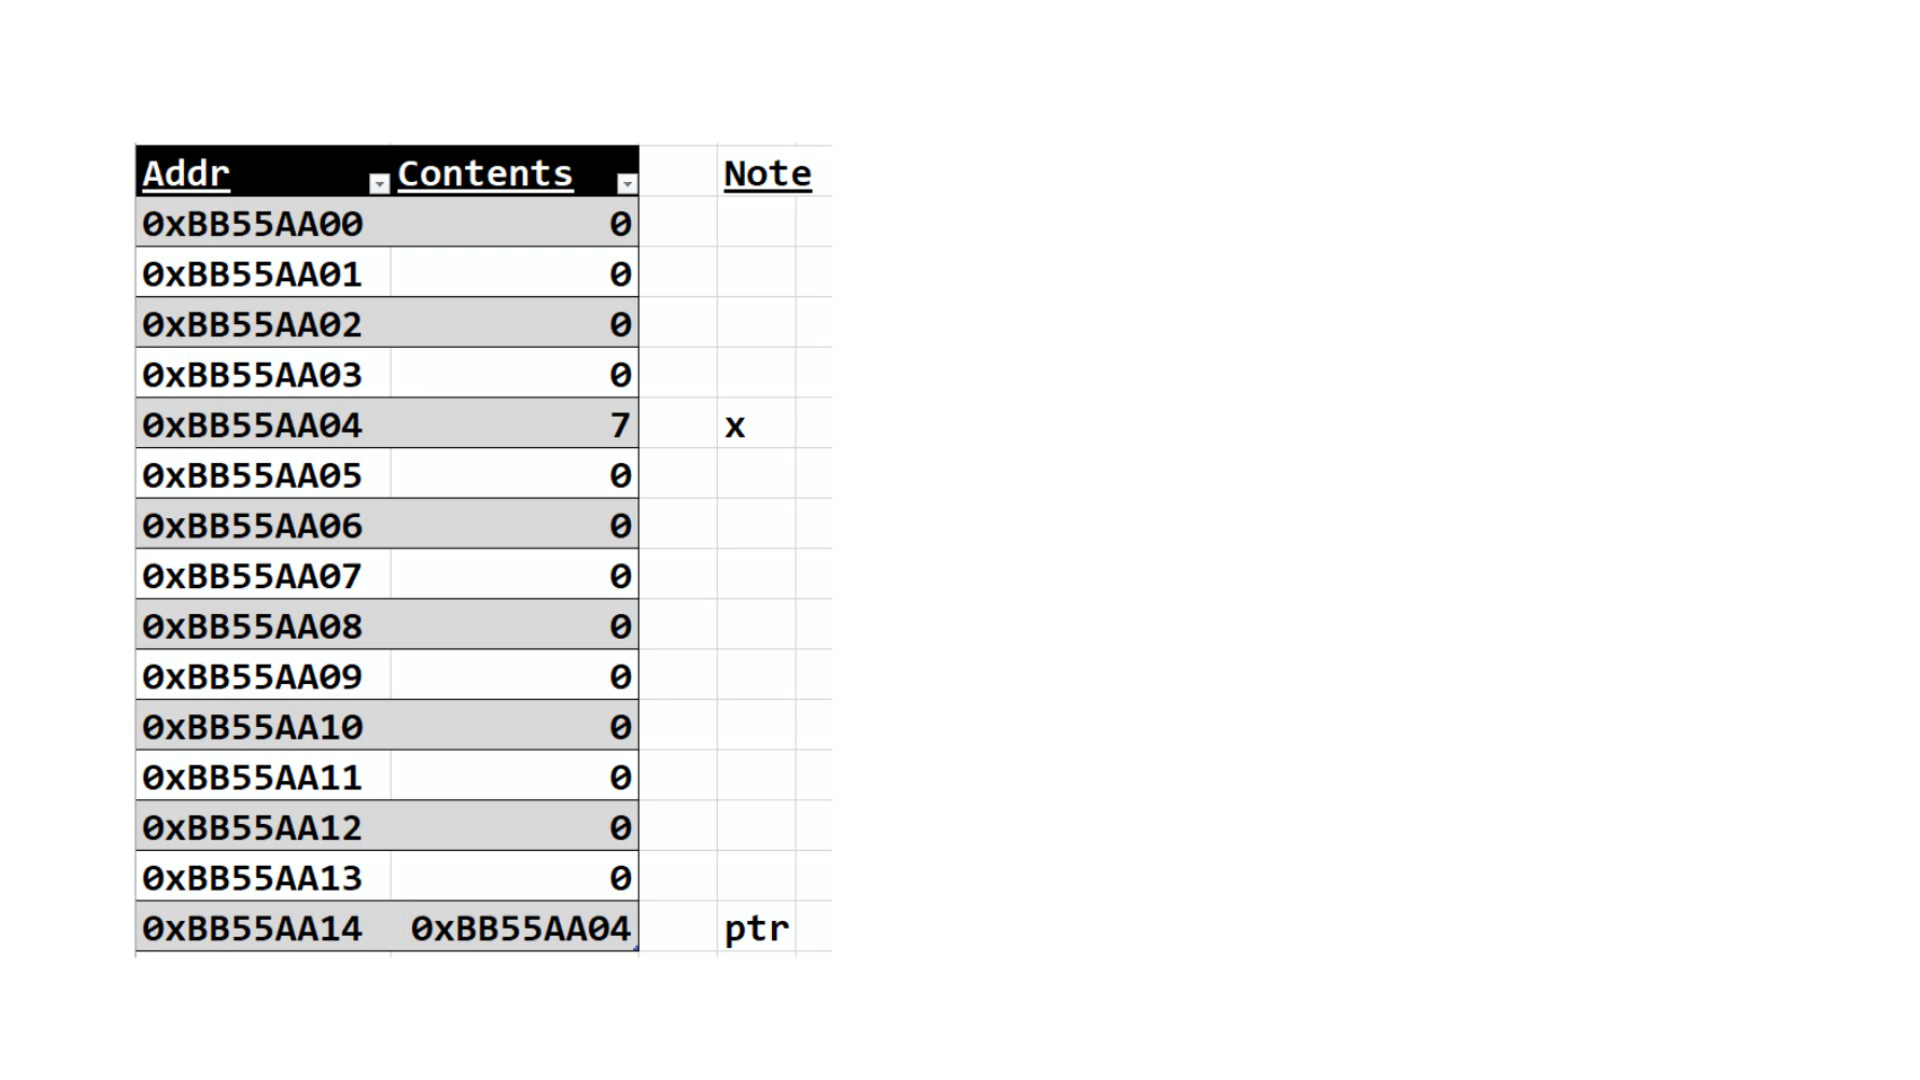 Addr Contents Note
0xBB55AA00 0
0xBB55AA01 0
0xBB55AA02 0
0xBB55AA03 0
0xBB55AA04 7 x
0xBB55AA05 0
0xBB55AA06 0
0xBB55AA07 0
0xBB55AA08 0
0xBB55AA09 0
0xBB55AA10 0
0xBB55AA11 0
0xBB55AA12 0
0xBB55AA13 0
0xBB55AA14 0xBB55AA04 ptr